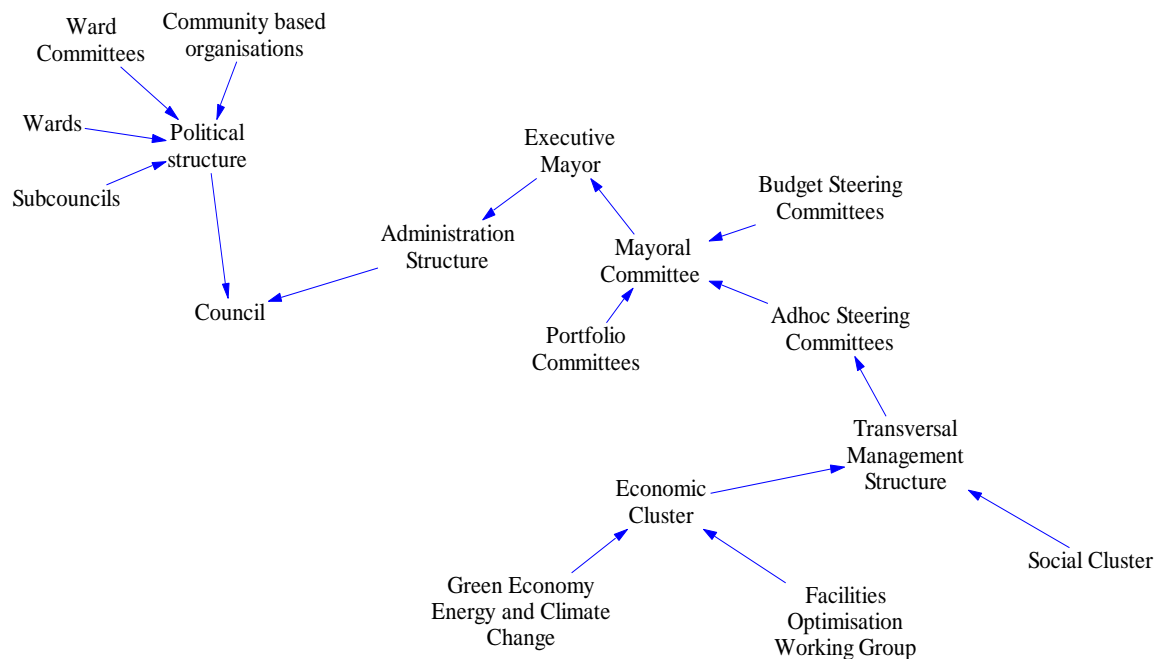 Ward
Committees
Community based
organisations
Wards
Political
structure
Subcouncils
Executive
Mayor
Budget Steering
Committees
Administration
Structure
Mayoral
Committee
Council
Portfolio
Committees
Adhoc Steering
Committees
Transversal
Management
Structure
Economic
Cluster
Social Cluster
Green Economy
Energy and Climate
Change
Facilities
Optimisation
Working Group